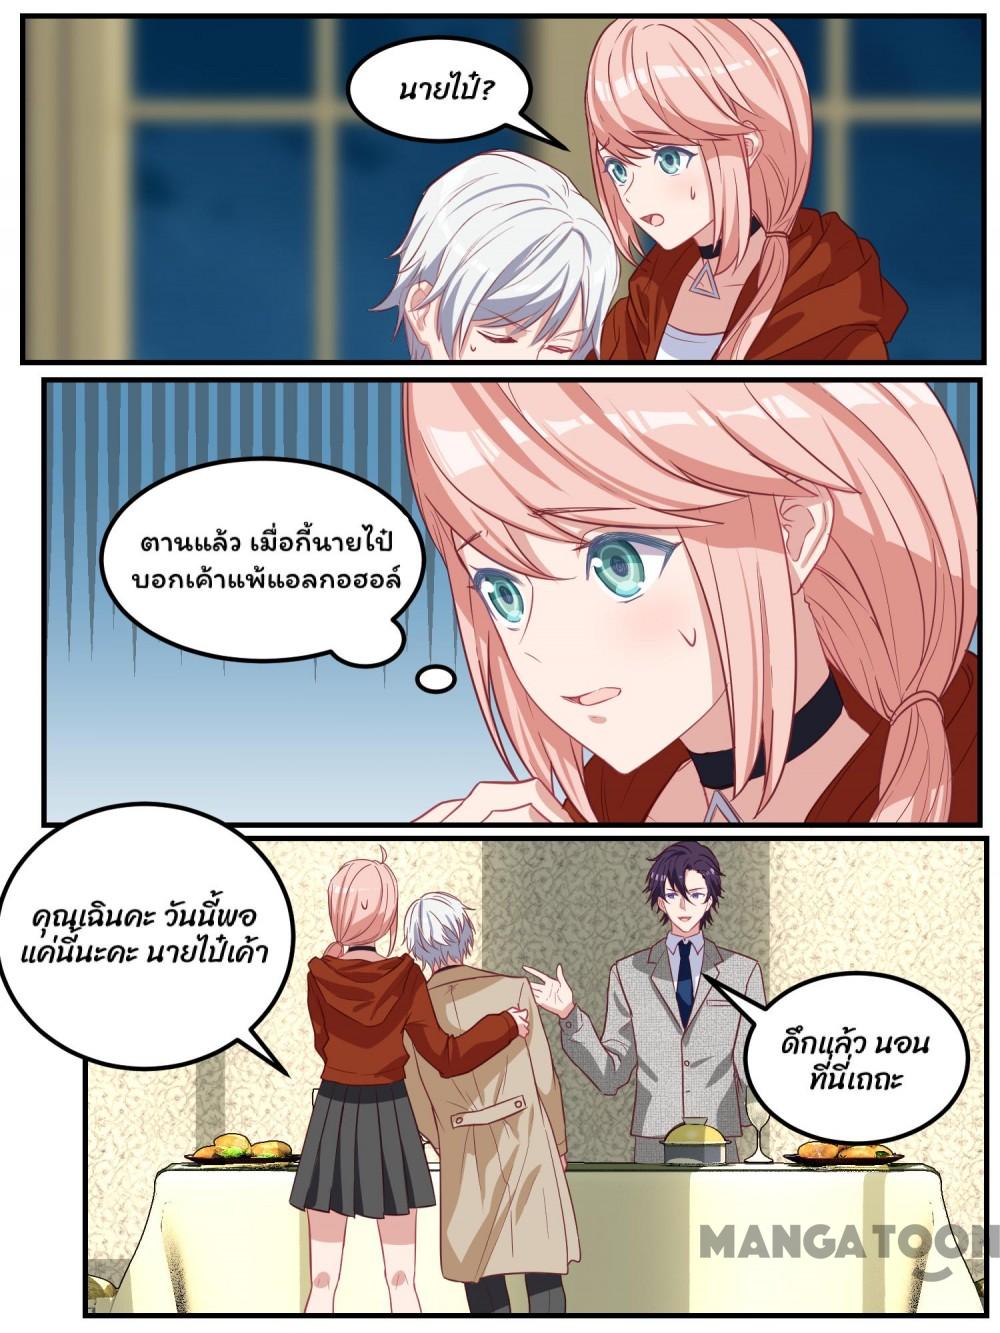 นายไป๋?
ตานแล้ว เมื่อกี้นายไป๋
บอกเค้าแพ้แอลกอฮอล์
คุณเฉินคะ วันนี้พอ
แค่นี้นะคะ นายไป๋เค้า
ดึกแล้ว นอน
ที่นี่เถถะ
MANGATOON